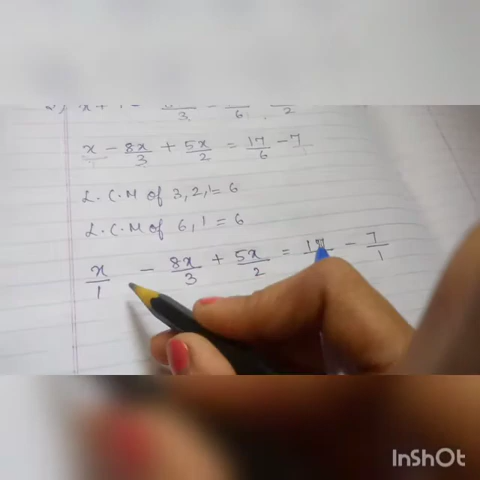 x - 8x/3 + 5x/2 = 17/6 - 7
L.C.M of 3,2,1 = 6
L.C.M of 6,1 = 6
x/1 - 8x/3 + 5x/2 = 17 - 7/1
InShOt